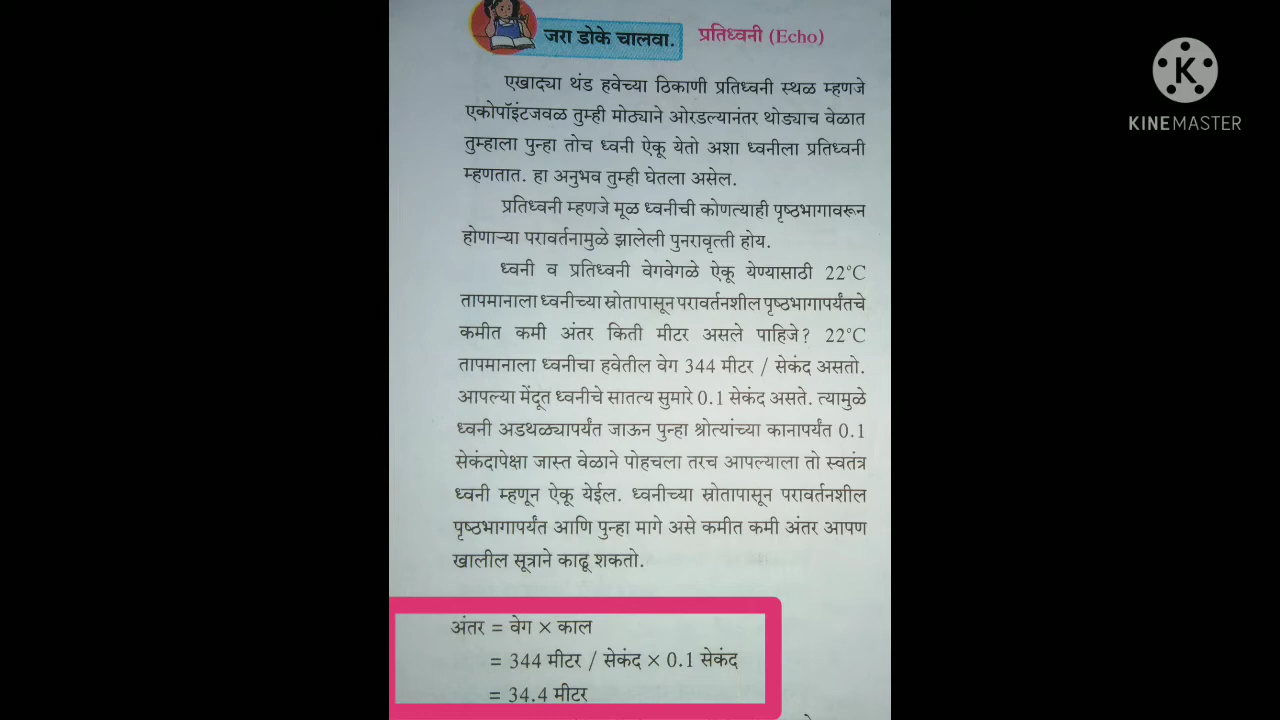 जरा डोके चालवा. प्रतिध्वनी (Echo)
KINEMASTER
एखाद्या थंड हवेच्या ठिकाणी प्रतिध्वनी स्थळ म्हणजे
एकोपॉइंटजवळ तुम्ही मोठ्याने ओरडल्यानंतर थोड्याच वेळात
तुम्हाला पुन्हा तोच ध्वनी ऐकू येतो अशा ध्वनीला प्रतिध्वनी
म्हणतात. हा अनुभव तुम्ही घेतला असेल.
प्रतिध्वनी म्हणजे मूळ ध्वनीची कोणत्याही पृष्ठभागावरून
होणाऱ्या परावर्तनामुळे झालेली पुनरावृत्ती होय.
ध्वनी व प्रतिध्वनी वेगवेगळे ऐकू येण्यासाठी 22°C
तापमानाला ध्वनीच्या स्रोतापासून परावर्तनशील पृष्ठभागापर्यंतचे
कमीत कमी अंतर किती मीटर असले पाहिजे? 22°C
तापमानाला ध्वनीचा हवेतील वेग 344 मीटर / सेकंद असतो.
आपल्या मेंदूत ध्वनीचे सातत्य सुमारे 0.1 सेकंद असते. त्यामुळे
ध्वनी अडथळ्यापर्यंत जाऊन पुन्हा श्रोत्यांच्या कानापर्यंत 0.1
सेकंदापेक्षा जास्त वेळाने पोहचला तरच आपल्याला तो स्वतंत्र
ध्वनी म्हणून ऐकू येईल. ध्वनीच्या स्रोतापासून परावर्तनशील
पृष्ठभागापर्यंत आणि पुन्हा मागे असे कमीत कमी अंतर आपण
खालील सूत्राने काढू शकतो.
अंतर = वेग × काल
= 344 मीटर / सेकंद × 0.1 सेकंद
= 34.4 मीटर